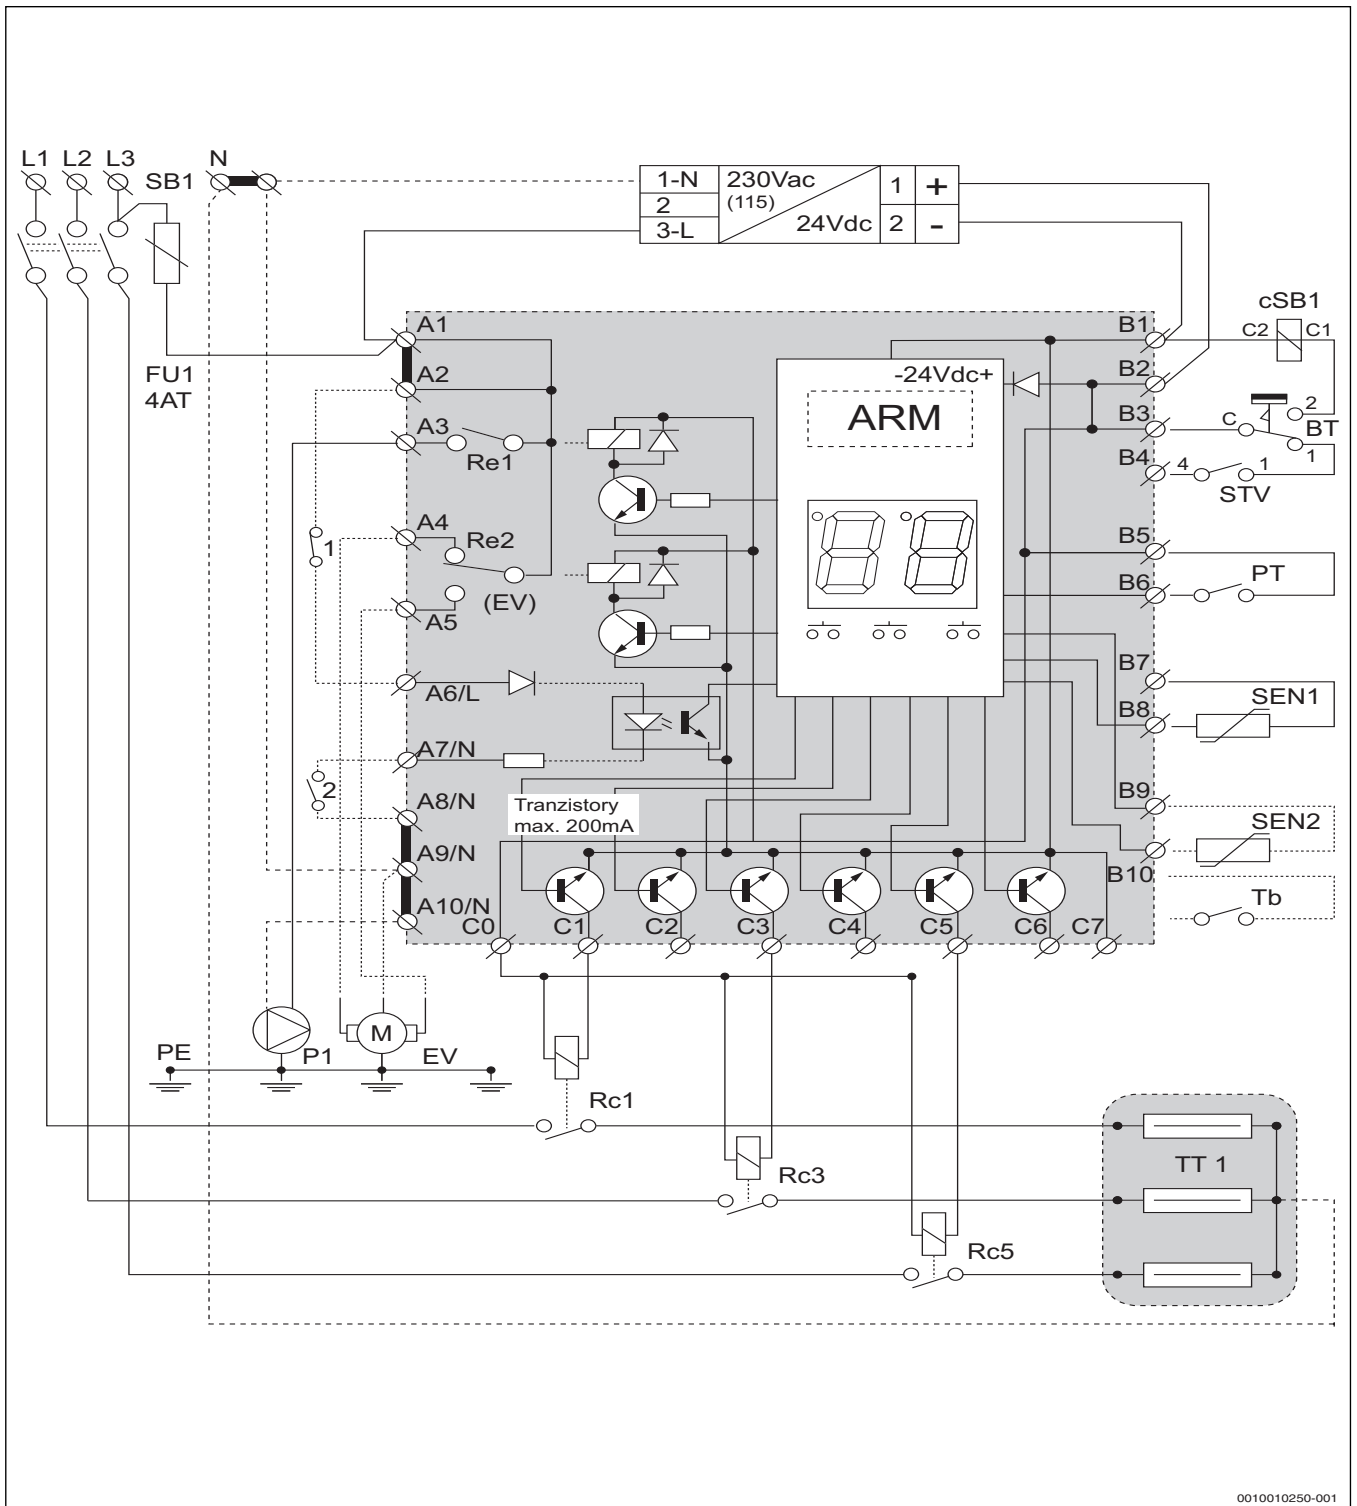 L1 L2 L3 N
SB1
1-N 230Vac 1 +
2 (115)
3-L 24Vdc 2 -
cSB1
C2 C1
FU1
4AT
A1
A2
A3
Re1
A4
Re2
(EV)
A5
A6/L
A7/N
A8/N
A9/N
A10/N
1
2
-24Vdc+
ARM
88
Tranzistory
max. 200mA
B1
B2
B3
B4
B5
B6
B7
B8
B9
B10
C 2
BT
1
4 1
STV
PT
SEN1
SEN2
Tb
C0 C1 C2 C3 C4 C5 C6 C7
PE P1 M EV
Rc1
Rc3
Rc5
TT 1
0010010250-001